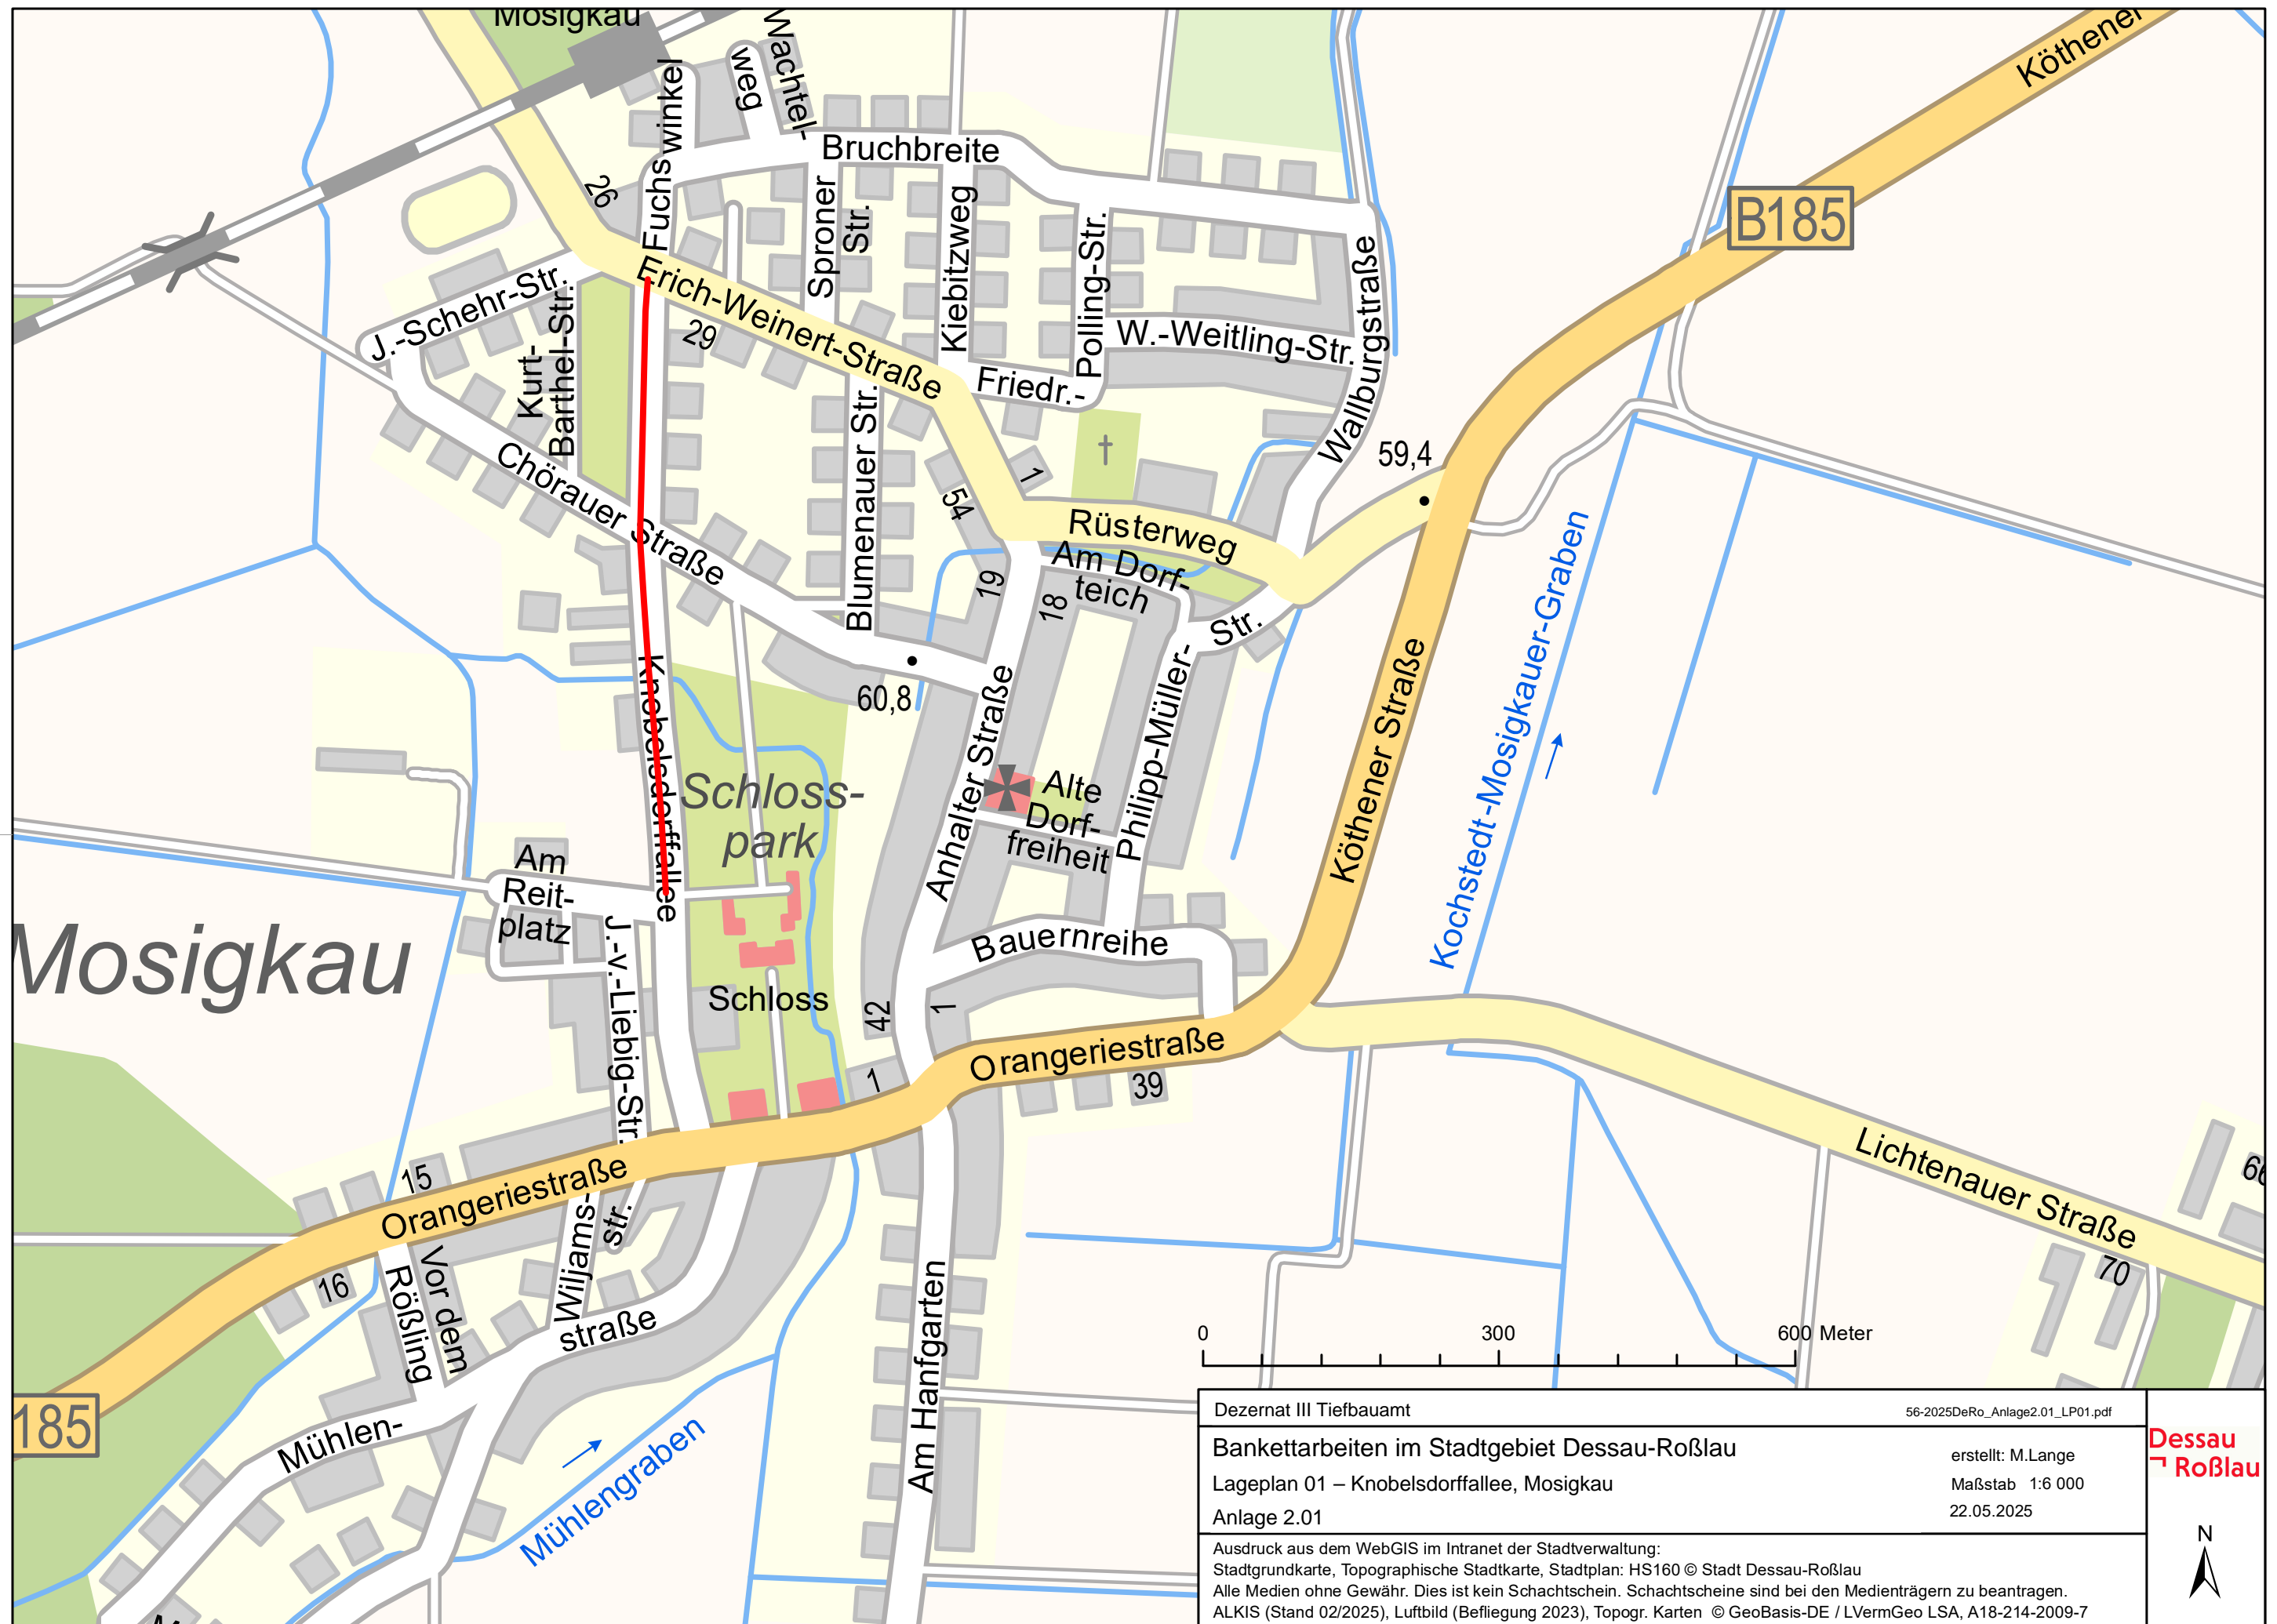 Mosigkau
Köthener
Wachtel-
weg
Fuchs
winkel
Bruchbreite
26
Sproner
Str.
Kiebitzweg
Polling-Str.
B185
Erich-Weinert-Straße
J.-Schehr-Str.
Kurt-
Barthel-Str.
29
W.-Weitling-Str.
Wallburgstraße
Friedr.-
Blumenauer Str.
Chörauer Straße
59,4
54
1
Rüsterweg
Am Dorf-
teich
19
18
Str.
Philipp-Müller-
60,8
Knobelsdorffallee
Anhalter Straße
Köthener Straße
Kochstedt-Mosigkauer-Graben
Schloss-
park
Alte
Dorf-
freiheit
Am
Reit-
platz
Mosigkau
J.-v.-Liebig-Str.
Schloss
Bauernreihe
42
1
1
Orangeriestraße
39
Lichtenauer Straße
66
70
15
Orangeriestraße
16
Vor dem
Rößling
Wiljams-
str.
straße
Mühlen-
185
Mühlengraben
Am Hanfgarten
0 300 600 Meter
Dezernat III Tiefbauamt 56-2025DeRo_Anlage2.01_LP01.pdf
Bankettarbeiten im Stadtgebiet Dessau-Roßlau
erstellt: M.Lange
Lageplan 01 – Knobelsdorffallee, Mosigkau
Maßstab 1:6 000
Anlage 2.01
22.05.2025
Dessau
Roßlau
N
Ausdruck aus dem WebGIS im Intranet der Stadtverwaltung:
Stadtgrundkarte, Topographische Stadtkarte, Stadtplan: HS160 © Stadt Dessau-Roßlau
Alle Medien ohne Gewähr. Dies ist kein Schachtschein. Schachtscheine sind bei den Medienträgern zu beantragen.
ALKIS (Stand 02/2025), Luftbild (Befliegung 2023), Topogr. Karten © GeoBasis-DE / LVermGeo LSA, A18-214-2009-7